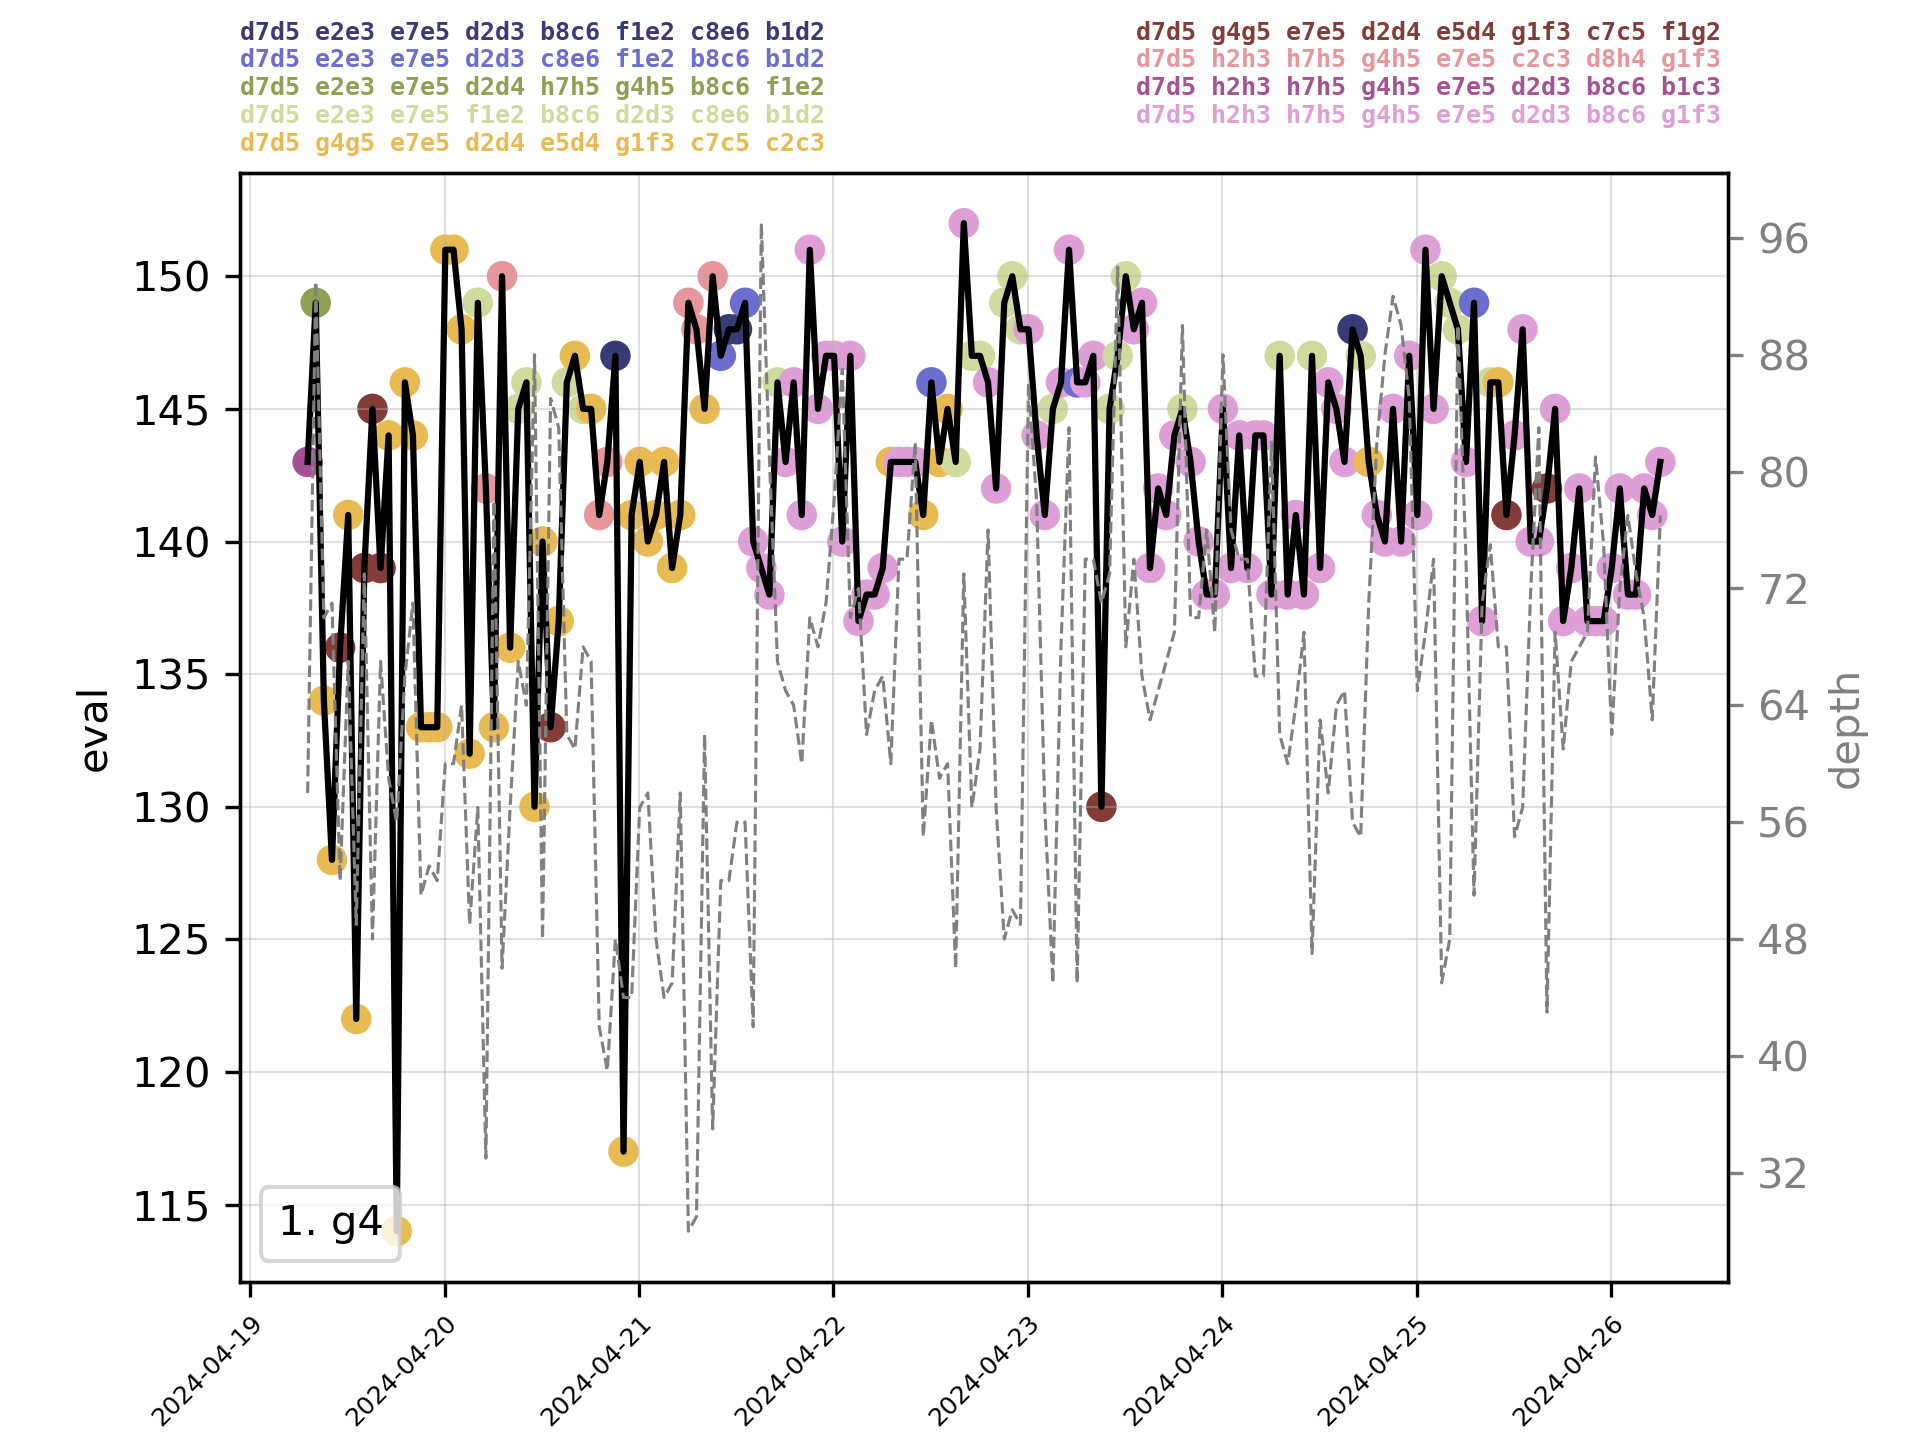 d7d5 e2e3 e7e5 d2d3 b8c6 f1e2 c8e6 b1d2
d7d5 e2e3 e7e5 d2d3 c8e6 f1e2 b8c6 b1d2
d7d5 e2e3 e7e5 d2d4 h7h5 g4h5 b8c6 f1e2
d7d5 e2e3 e7e5 f1e2 b8c6 d2d3 c8e6 b1d2
d7d5 g4g5 e7e5 d2d4 e5d4 g1f3 c7c5 c2c3
d7d5 g4g5 e7e5 d2d4 e5d4 g1f3 c7c5 f1g2
d7d5 h2h3 h7h5 g4h5 e7e5 c2c3 d8h4 g1f3
d7d5 h2h3 h7h5 g4h5 e7e5 d2d3 b8c6 b1c3
d7d5 h2h3 h7h5 g4h5 e7e5 d2d3 b8c6 g1f3
150
145
140
135
130
125
120
115
eval
96
88
80
72
64
56
48
40
32
depth
1. g4
2024-04-19
2024-04-20
2024-04-21
2024-04-22
2024-04-23
2024-04-24
2024-04-25
2024-04-26